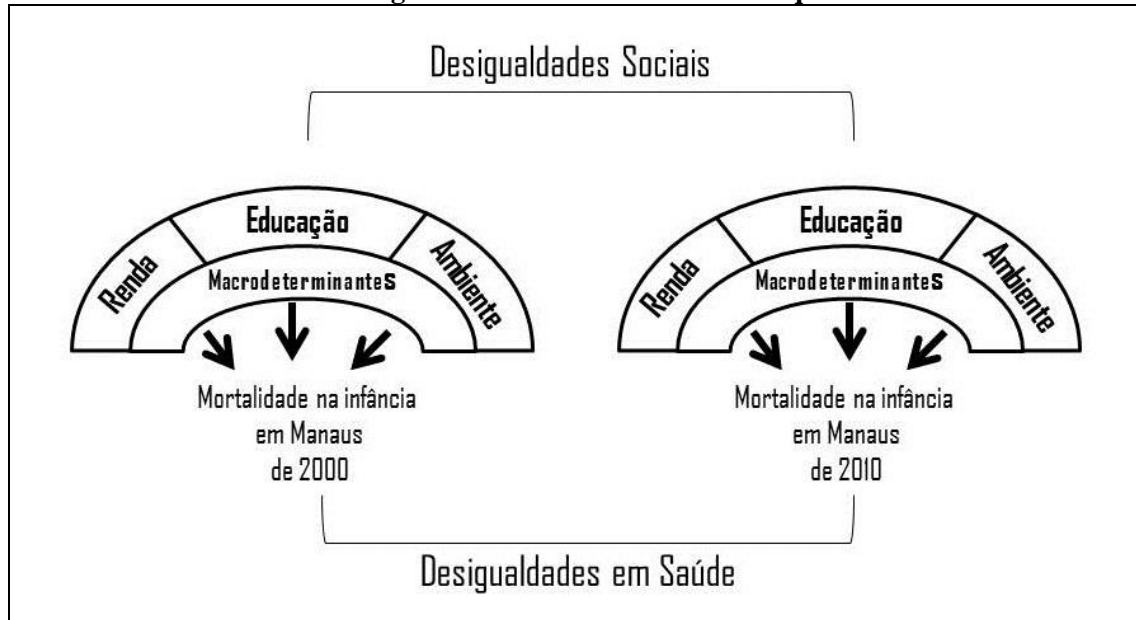 Desigualdades Sociais
Educação
Renda
Ambiente
Macrodeterminantes
Mortalidade na infância
em Manaus
de 2000
Educação
Renda
Ambiente
Macrodeterminantes
Mortalidade na infância
em Manaus
de 2010
Desigualdades em Saúde